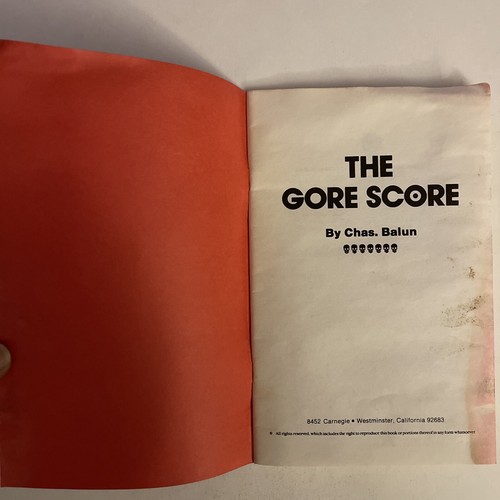 THE
GORE SCORE
By Chas. Balun
8452 Carnegie • Westminster, California 92683
All rights reserved, which includes the right to reproduce this book or portions thereof in any form whatsoever